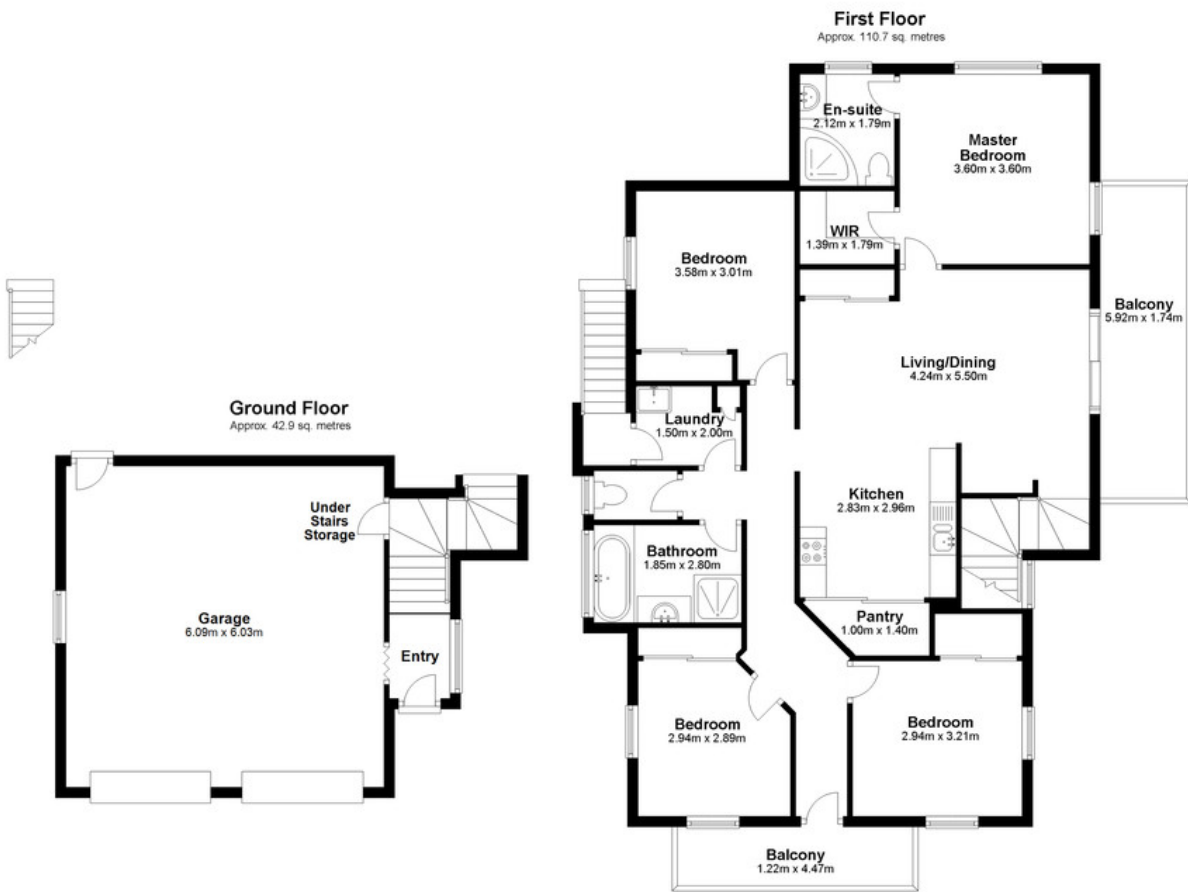 First Floor
Approx. 110.7 sq. metres
En-suite
2.12m x 1.79m
Master
Bedroom
3.60m x 3.60m
WIR
1.39m x 1.79m
Bedroom
3.58m x 3.01m
Balcony
5.92m x 1.74m
Living/Dining
4.24m x 5.50m
Laundry
1.50m x 2.00m
Kitchen
2.83m x 2.96m
Bathroom
1.85m x 2.80m
Pantry
1.00m x 1.40m
Bedroom
2.94m x 2.89m
Bedroom
2.94m x 3.21m
Balcony
1.22m x 4.47m
Ground Floor
Approx. 42.9 sq. metres
Under
Stairs
Storage
Garage
6.09m x 6.03m
Entry